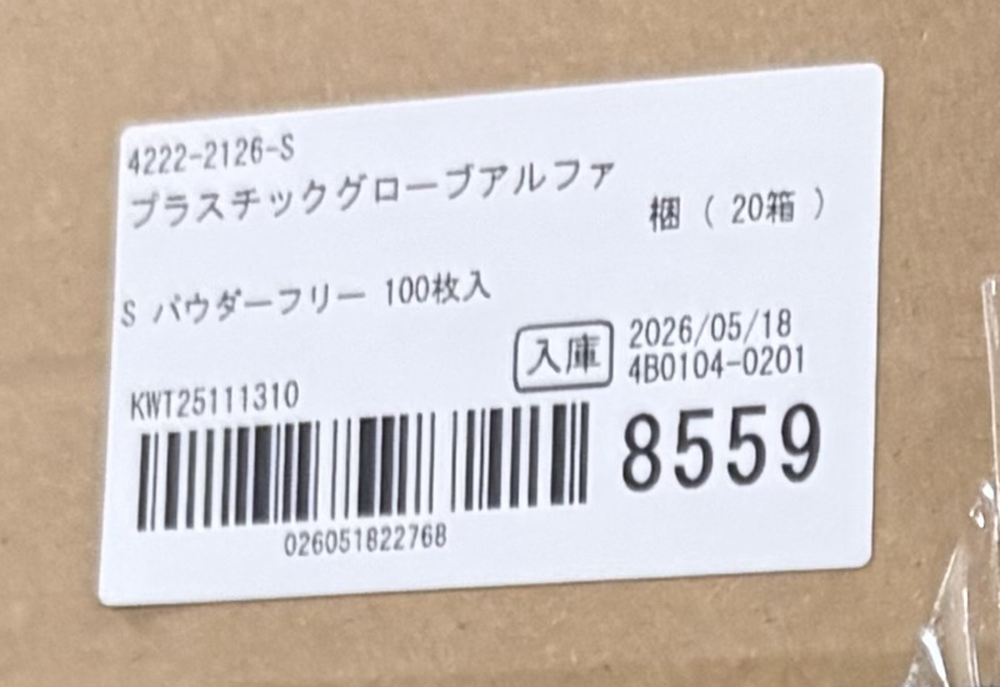 4222-2126-S
プラスチックグローブアルファ
梱 ( 20箱 )
S パウダーフリー 100枚入
入庫 2026/05/18
4B0104-0201
KWT25111310
8559
026051822768